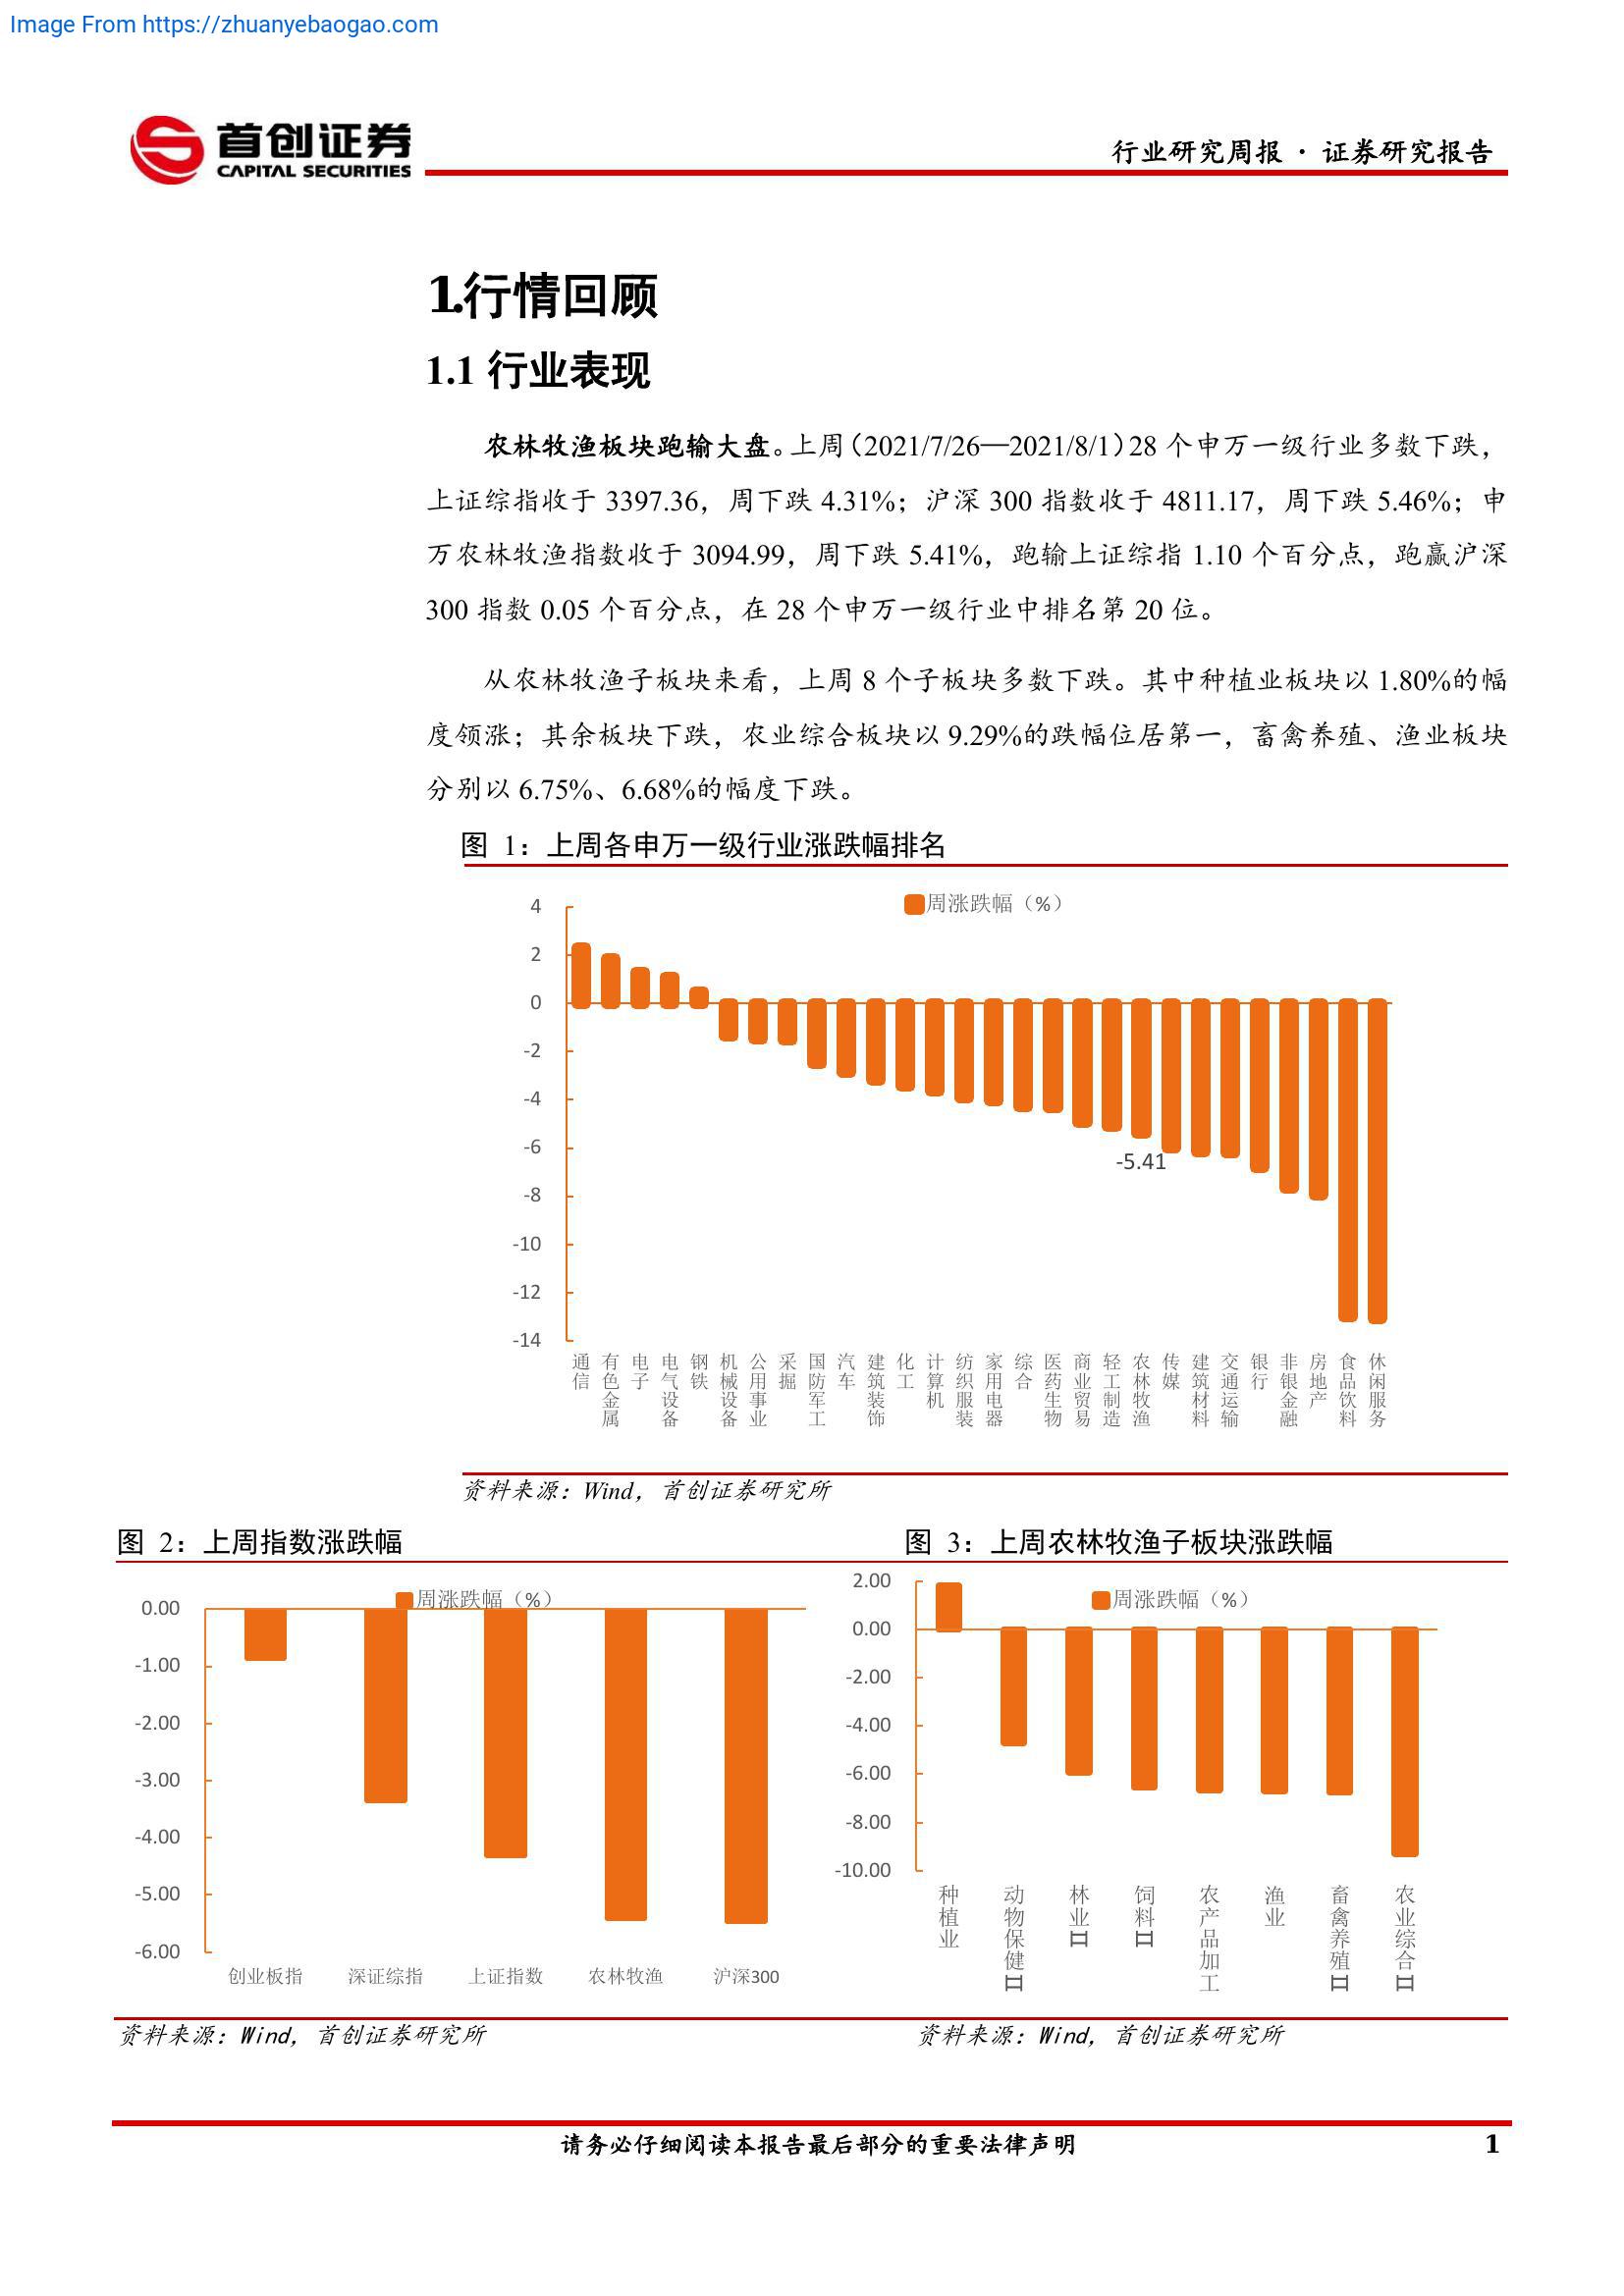 Image From https://zhuanyebaogao.com
首创证券
CAPITAL SECURITIES
行业研究周报 · 证券研究报告
1.行情回顾
1.1 行业表现
农林牧渔板块跑输大盘。上周（2021/7/26—2021/8/1）28 个申万一级行业多数下跌，
上证综指收于 3397.36，周下跌 4.31%；沪深 300 指数收于 4811.17，周下跌 5.46%；申
万农林牧渔指数收于 3094.99，周下跌 5.41%，跑输上证综指 1.10 个百分点，跑赢沪深
300 指数 0.05 个百分点，在 28 个申万一级行业中排名第 20 位。
从农林牧渔子板块来看，上周 8 个子板块多数下跌。其中种植业板块以 1.80%的幅
度领涨；其余板块下跌，农业综合板块以 9.29%的跌幅位居第一，畜禽养殖、渔业板块
分别以 6.75%、6.68%的幅度下跌。
图 1：上周各申万一级行业涨跌幅排名
周涨跌幅（%）
4
2
0
-2
-4
-6
-8
-10
-12
-14
-5.41
通信
有色金属
电子
电气设备
钢铁
机械设备
公用事业
采掘
国防军工
汽车
建筑装饰
化工
计算机
纺织服装
家用电器
综合
医药生物
商业贸易
轻工制造
农林牧渔
传媒
建筑材料
交通运输
银行
非银金融
房地产
食品饮料
休闲服务
资料来源：Wind，首创证券研究所
图 2：上周指数涨跌幅
周涨跌幅（%）
0.00
-1.00
-2.00
-3.00
-4.00
-5.00
-6.00
创业板指
深证综指
上证指数
农林牧渔
沪深300
资料来源：Wind，首创证券研究所
图 3：上周农林牧渔子板块涨跌幅
周涨跌幅（%）
2.00
0.00
-2.00
-4.00
-6.00
-8.00
-10.00
种植业
动物保健Ⅱ
林业Ⅱ
饲料Ⅱ
农产品加工
渔业
畜禽养殖Ⅱ
农业综合Ⅱ
资料来源：Wind，首创证券研究所
请务必仔细阅读本报告最后部分的重要法律声明
1